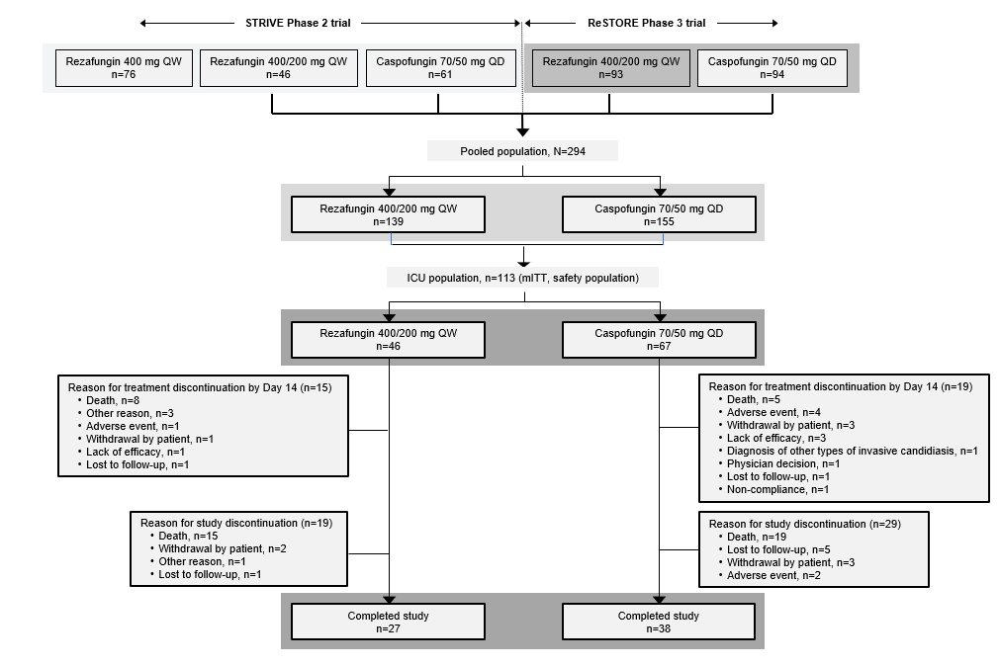 STRIVE Phase 2 trial
ReSTORE Phase 3 trial
Rezafungin 400 mg QW
n=76
Rezafungin 400/200 mg QW
n=46
Caspofungin 70/50 mg QD
n=61
Rezafungin 400/200 mg QW
n=93
Caspofungin 70/50 mg QD
n=94
Pooled population, N=294
Rezafungin 400/200 mg QW
n=139
Caspofungin 70/50 mg QD
n=155
ICU population, n=113 (mITT, safety population)
Rezafungin 400/200 mg QW
n=46
Caspofungin 70/50 mg QD
n=67
Reason for treatment discontinuation by Day 14 (n=15)
• Death, n=8
• Other reason, n=3
• Adverse event, n=1
• Withdrawal by patient, n=1
• Lack of efficacy, n=1
• Lost to follow-up, n=1
Reason for treatment discontinuation by Day 14 (n=19)
• Death, n=5
• Adverse event, n=4
• Withdrawal by patient, n=3
• Lack of efficacy, n=3
• Diagnosis of other types of invasive candidiasis, n=1
• Physician decision, n=1
• Lost to follow-up, n=1
• Non-compliance, n=1
Reason for study discontinuation (n=19)
• Death, n=15
• Withdrawal by patient, n=2
• Other reason, n=1
• Lost to follow-up, n=1
Reason for study discontinuation (n=29)
• Death, n=19
• Lost to follow-up, n=5
• Withdrawal by patient, n=3
• Adverse event, n=2
Completed study
n=27
Completed study
n=38